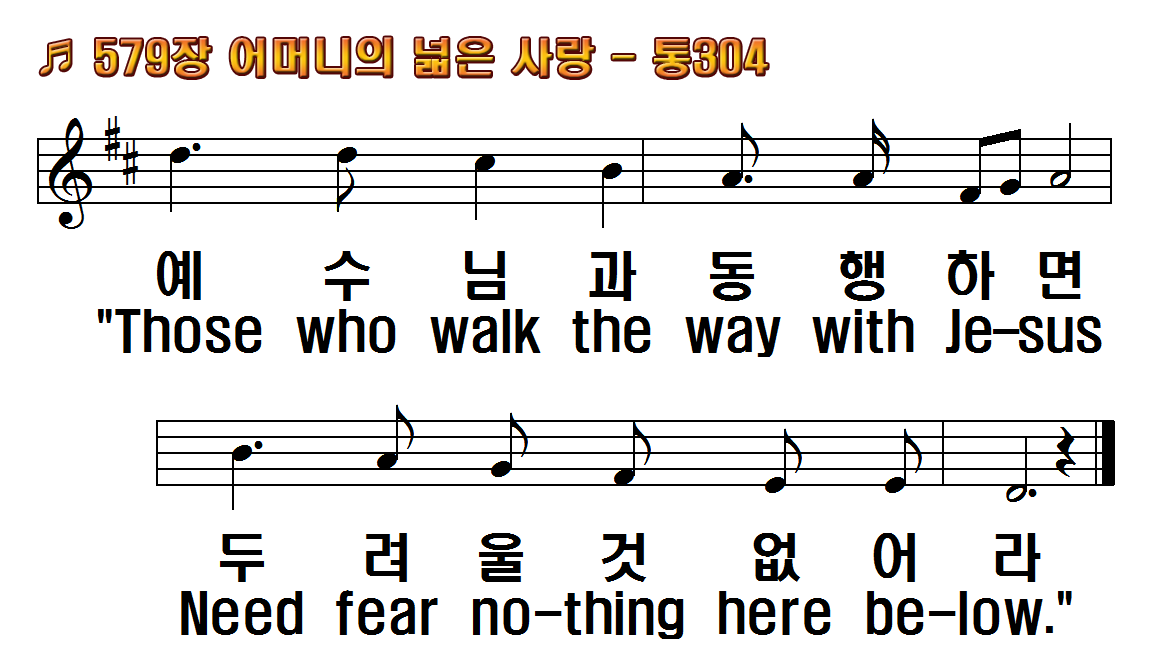 ♬ 579장 어머니의 넓은 사랑 - 통304
예 수 님 과 동 행 하 면
"Those who walk the way with Je-sus
두 려 울 것 없 어 라
Need fear no-thing here be-low."